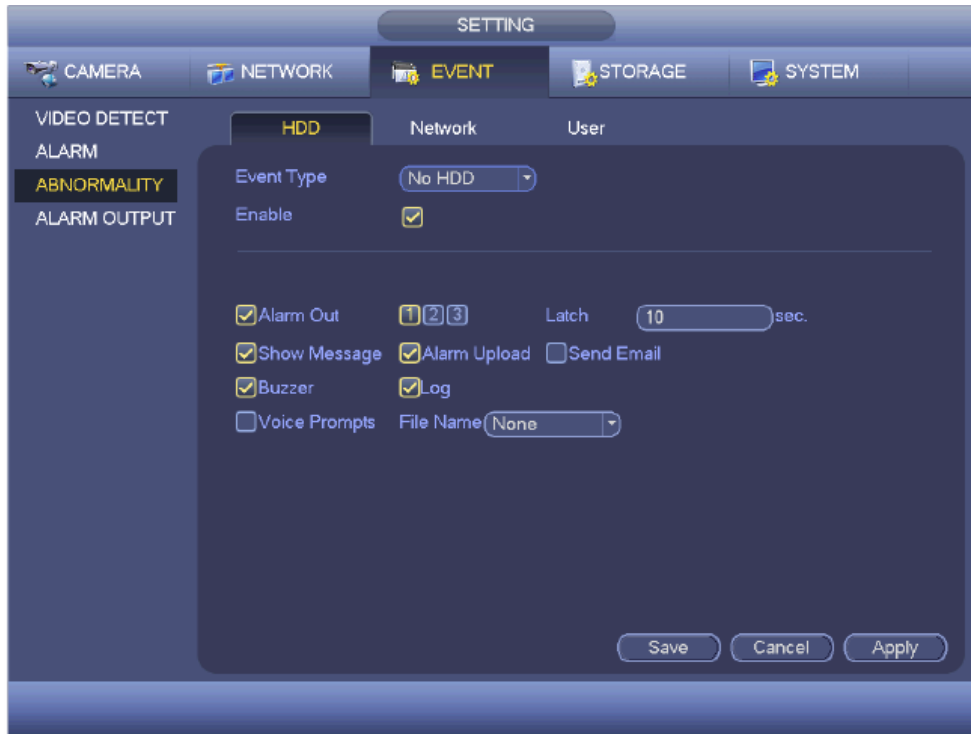 SETTING
CAMERA NETWORK EVENT STORAGE SYSTEM
VIDEO DETECT
ALARM
ABNORMALITY
ALARM OUTPUT
HDD Network User
Event Type No HDD
Enable
Alarm Out 1 2 3 Latch 10 sec.
Show Message Alarm Upload Send Email
Buzzer Log
Voice Prompts File Name None
Save Cancel Apply